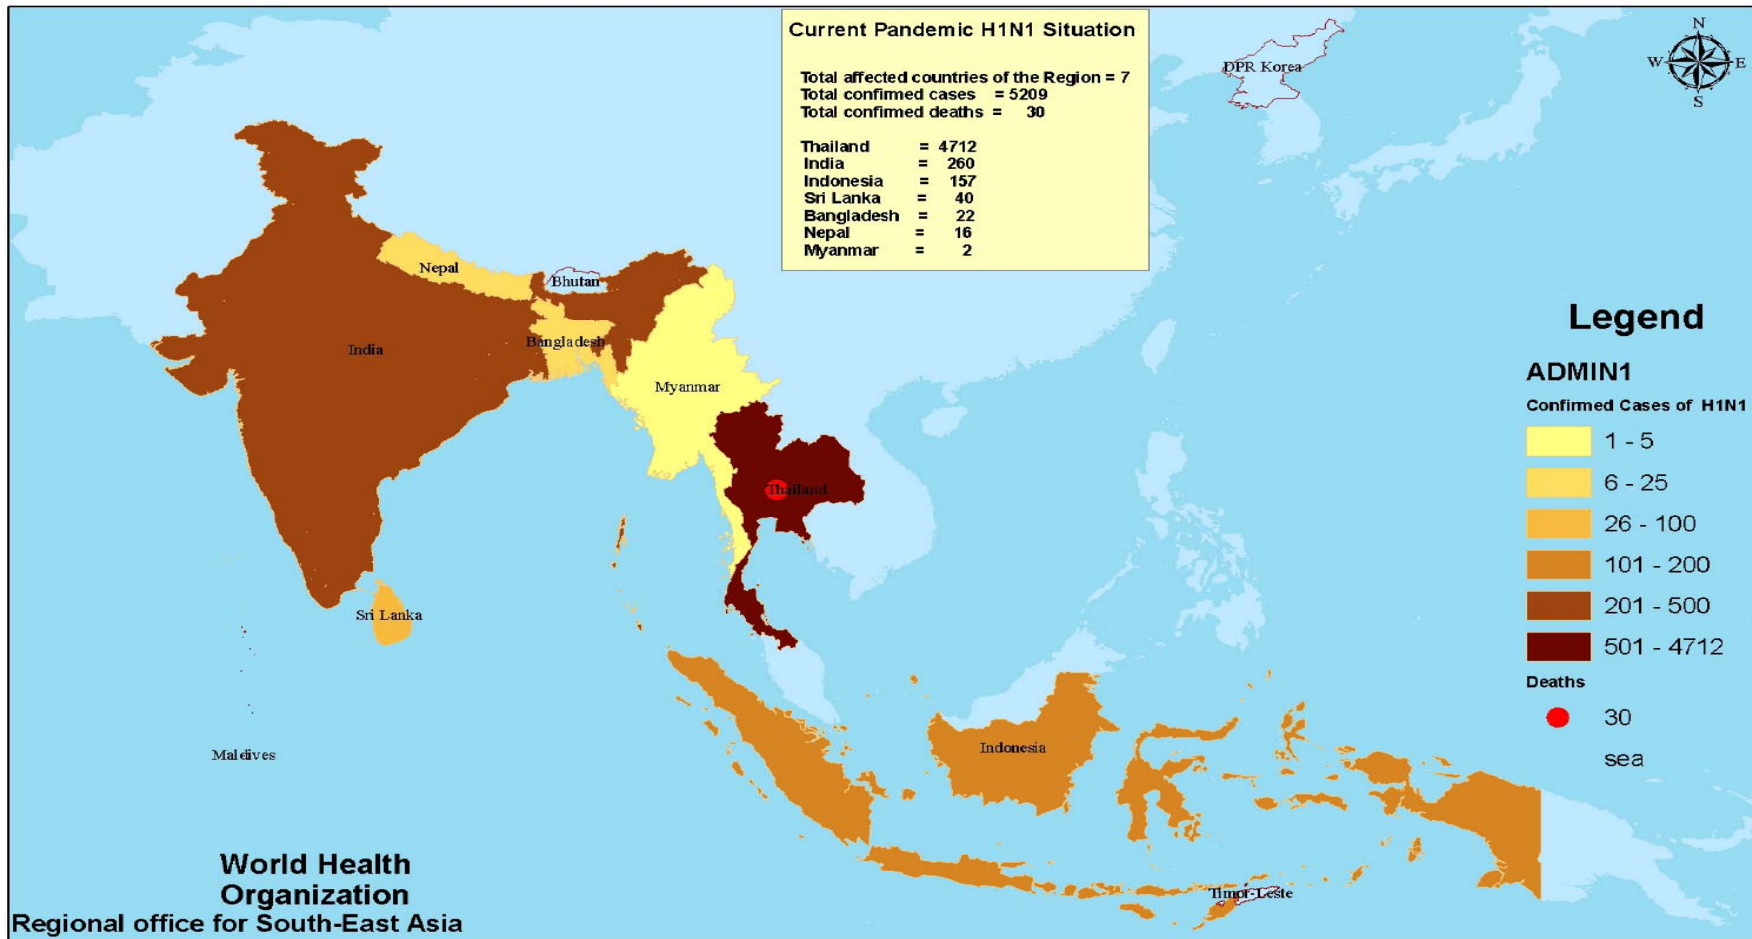 Current Pandemic H1N1 Situation
Total affected countries of the Region = 7
Total confirmed cases = 5209
Total confirmed deaths = 30
Thailand = 4712
India = 260
Indonesia = 157
Sri Lanka = 40
Bangladesh = 22
Nepal = 16
Myanmar = 2
N
W E
S
DPR Korea
Nepal
Bhutan
India
Bangladesh
Myanmar
Thailand
Sri Lanka
Maldives
Indonesia
Timor-Leste
Legend
ADMIN1
Confirmed Cases of H1N1
1 - 5
6 - 25
26 - 100
101 - 200
201 - 500
501 - 4712
Deaths
30
sea
World Health
Organization
Regional office for South-East Asia